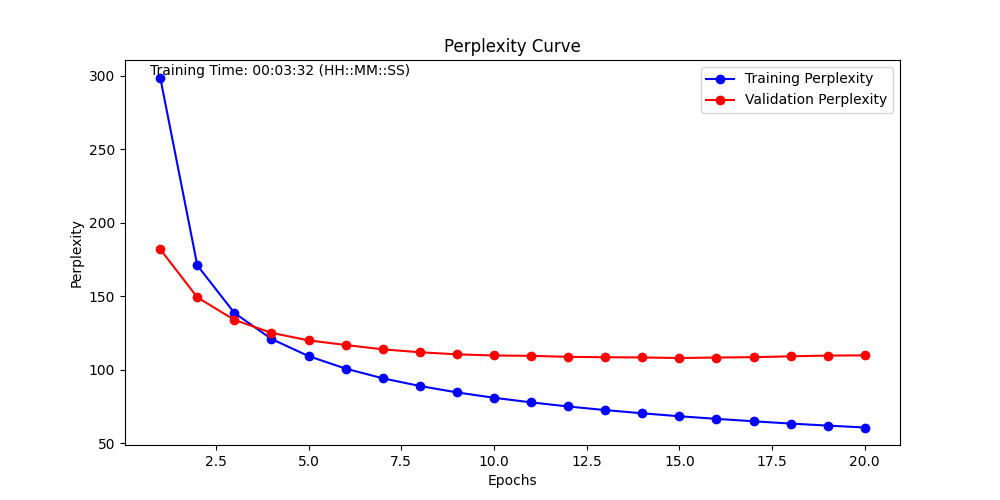 Perplexity Curve
Training Time: 00:03:32 (HH::MM::SS)
Training Perplexity
Validation Perplexity
300
250
200
150
100
50
Perplexity
2.5 5.0 7.5 10.0 12.5 15.0 17.5 20.0
Epochs